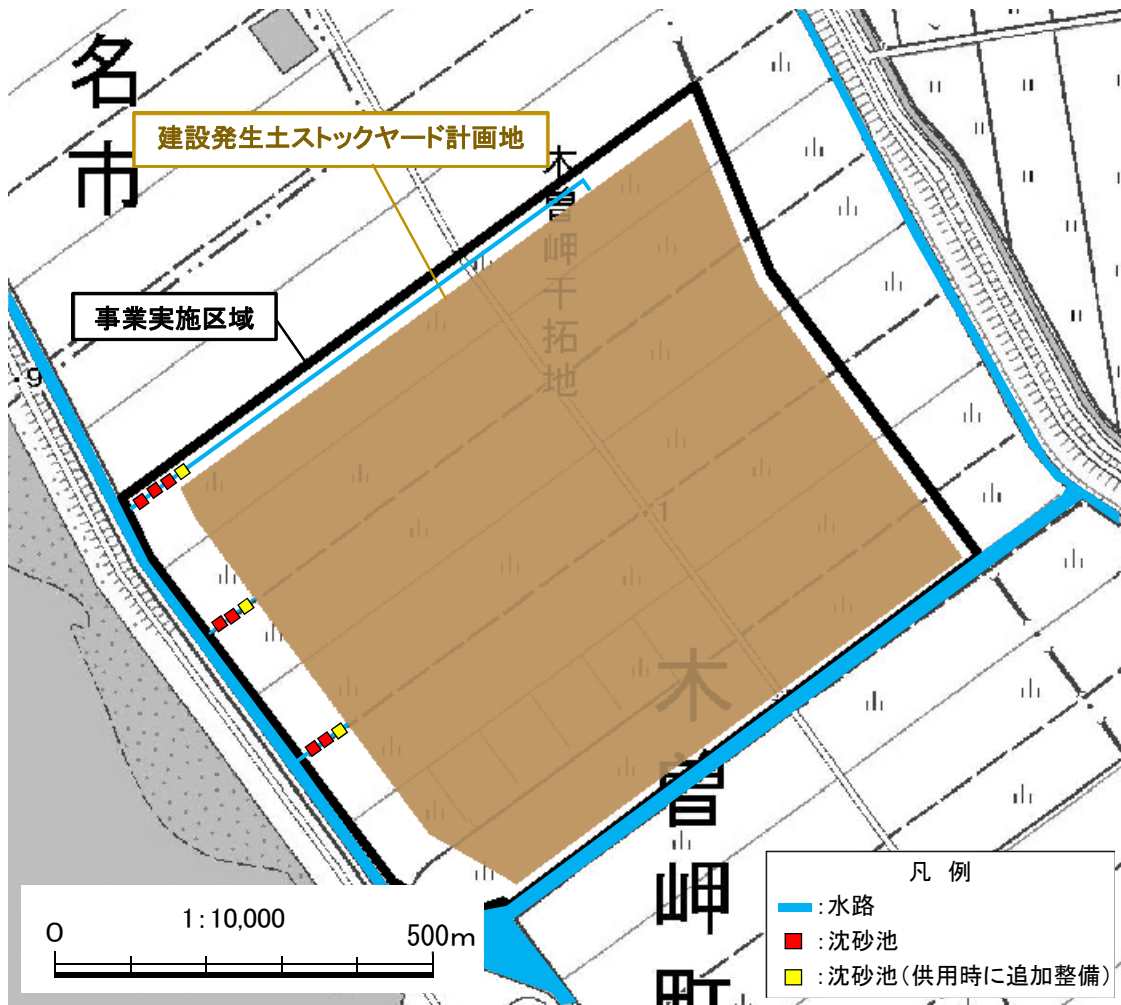 名
市
建設発生土ストックヤード計画地
木曽岬干拓地
事業実施区域
.9
.1
木曽岬町
1:10,000
0
500m
凡 例
:水路
:沈砂池
:沈砂池(供用時に追加整備)